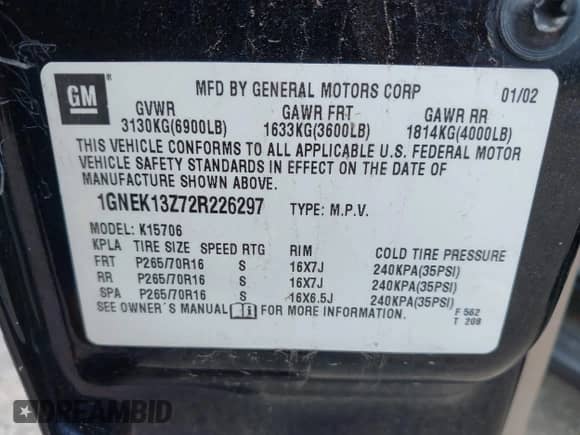 GM ®
MFD BY GENERAL MOTORS CORP 01/02
GVWR GAWR FRT GAWR RR
3130KG(6900LB) 1633KG(3600LB) 1814KG(4000LB)
THIS VEHICLE CONFORMS TO ALL APPLICABLE U.S. FEDERAL MOTOR
VEHICLE SAFETY STANDARDS IN EFFECT ON THE DATE OF
MANUFACTURE SHOWN ABOVE.
1GNEK13Z72R226297 TYPE: M.P.V.
MODEL: K15706
KPLA TIRE SIZE SPEED RTG RIM COLD TIRE PRESSURE
FRT P265/70R16 S 16X7J 240KPA(35PSI)
RR P265/70R16 S 16X7J 240KPA(35PSI)
SPA P265/70R16 S 16X6.5J 240KPA(35PSI)
SEE OWNER'S MANUAL FOR MORE INFORMATION.
F 562
T 208
DREAMBID